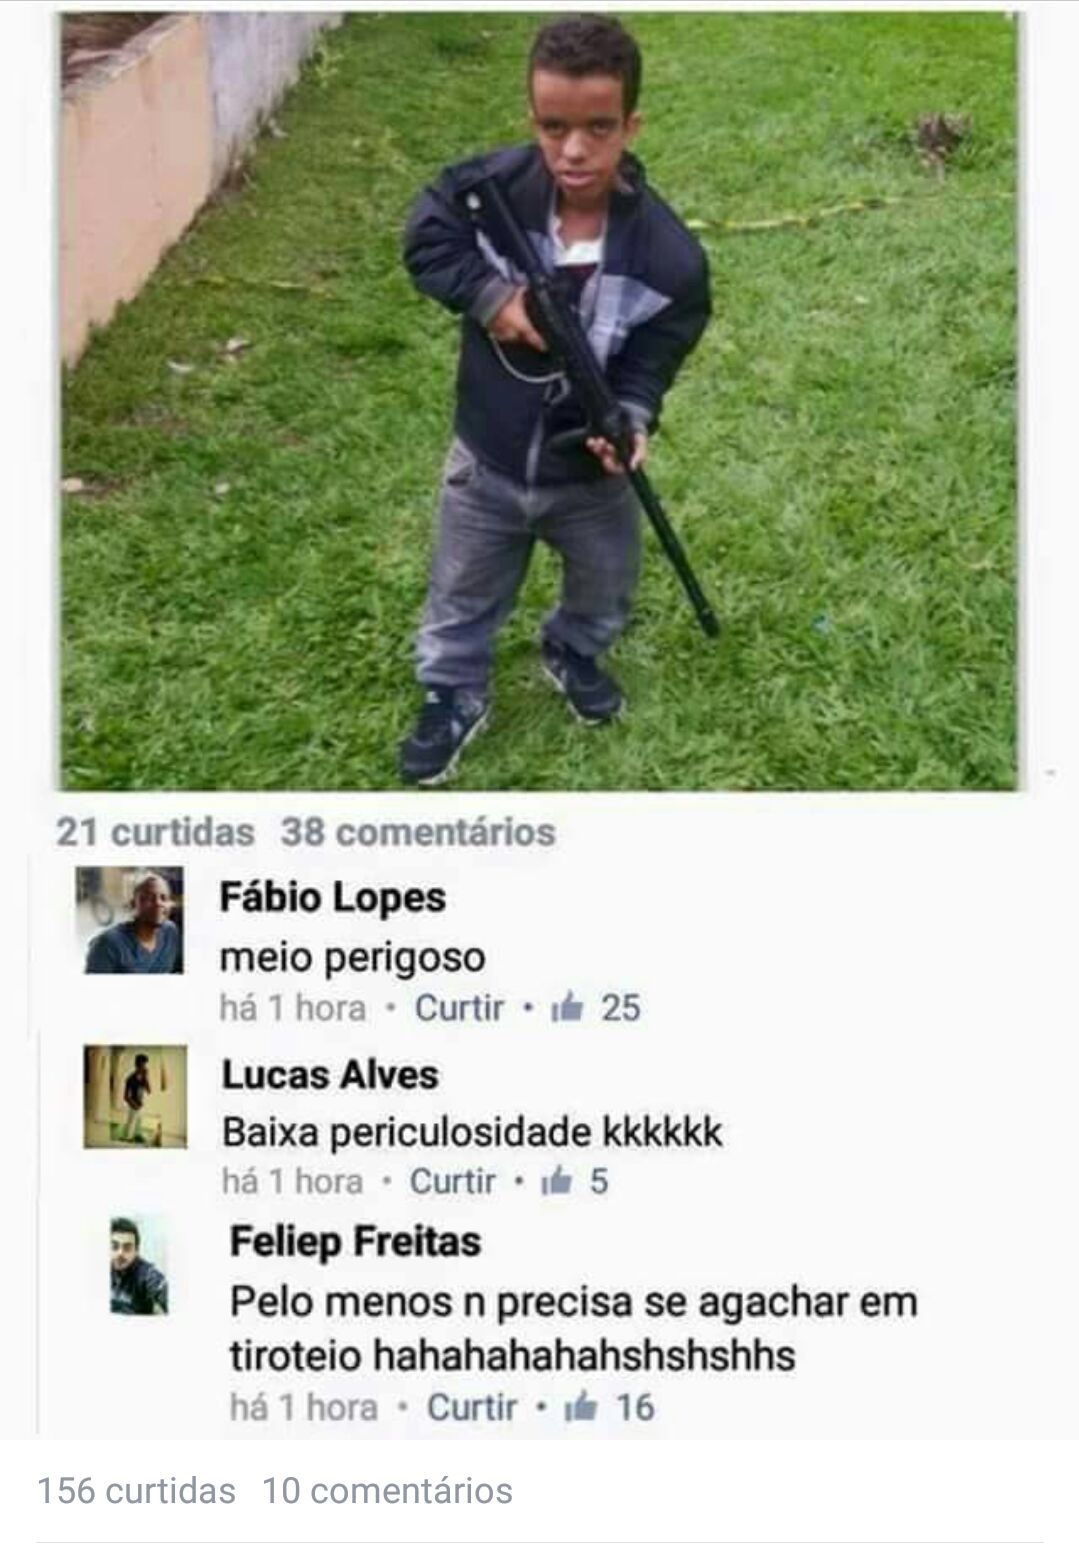 21 curtidas 38 comentários
Fábio Lopes
meio perigoso
há 1 hora • Curtir • 25
Lucas Alves
Baixa periculosidade kkkkkk
há 1 hora • Curtir • 5
Feliep Freitas
Pelo menos n precisa se agachar em
tiroteio hahahahahahshshshhs
há 1 hora • Curtir • 16
156 curtidas 10 comentários